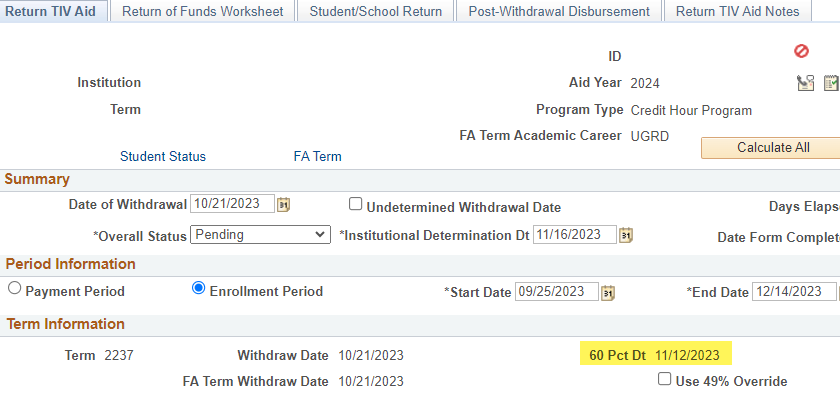 Return TIV Aid Return of Funds Worksheet Student/School Return Post-Withdrawal Disbursement Return TIV Aid Notes
ID
Institution Aid Year 2024
Term Program Type Credit Hour Program
FA Term Academic Career UGRD
Calculate All
Student Status FA Term
Summary
Date of Withdrawal 10/21/2023 31 Undetermined Withdrawal Date Days Elaps
*Overall Status Pending *Institutional Determination Dt 11/16/2023 31 Date Form Complet
Period Information
Payment Period Enrollment Period *Start Date 09/25/2023 31 *End Date 12/14/2023
Term Information
Term 2237 Withdraw Date 10/21/2023 60 Pct Dt 11/12/2023
FA Term Withdraw Date 10/21/2023 Use 49% Override